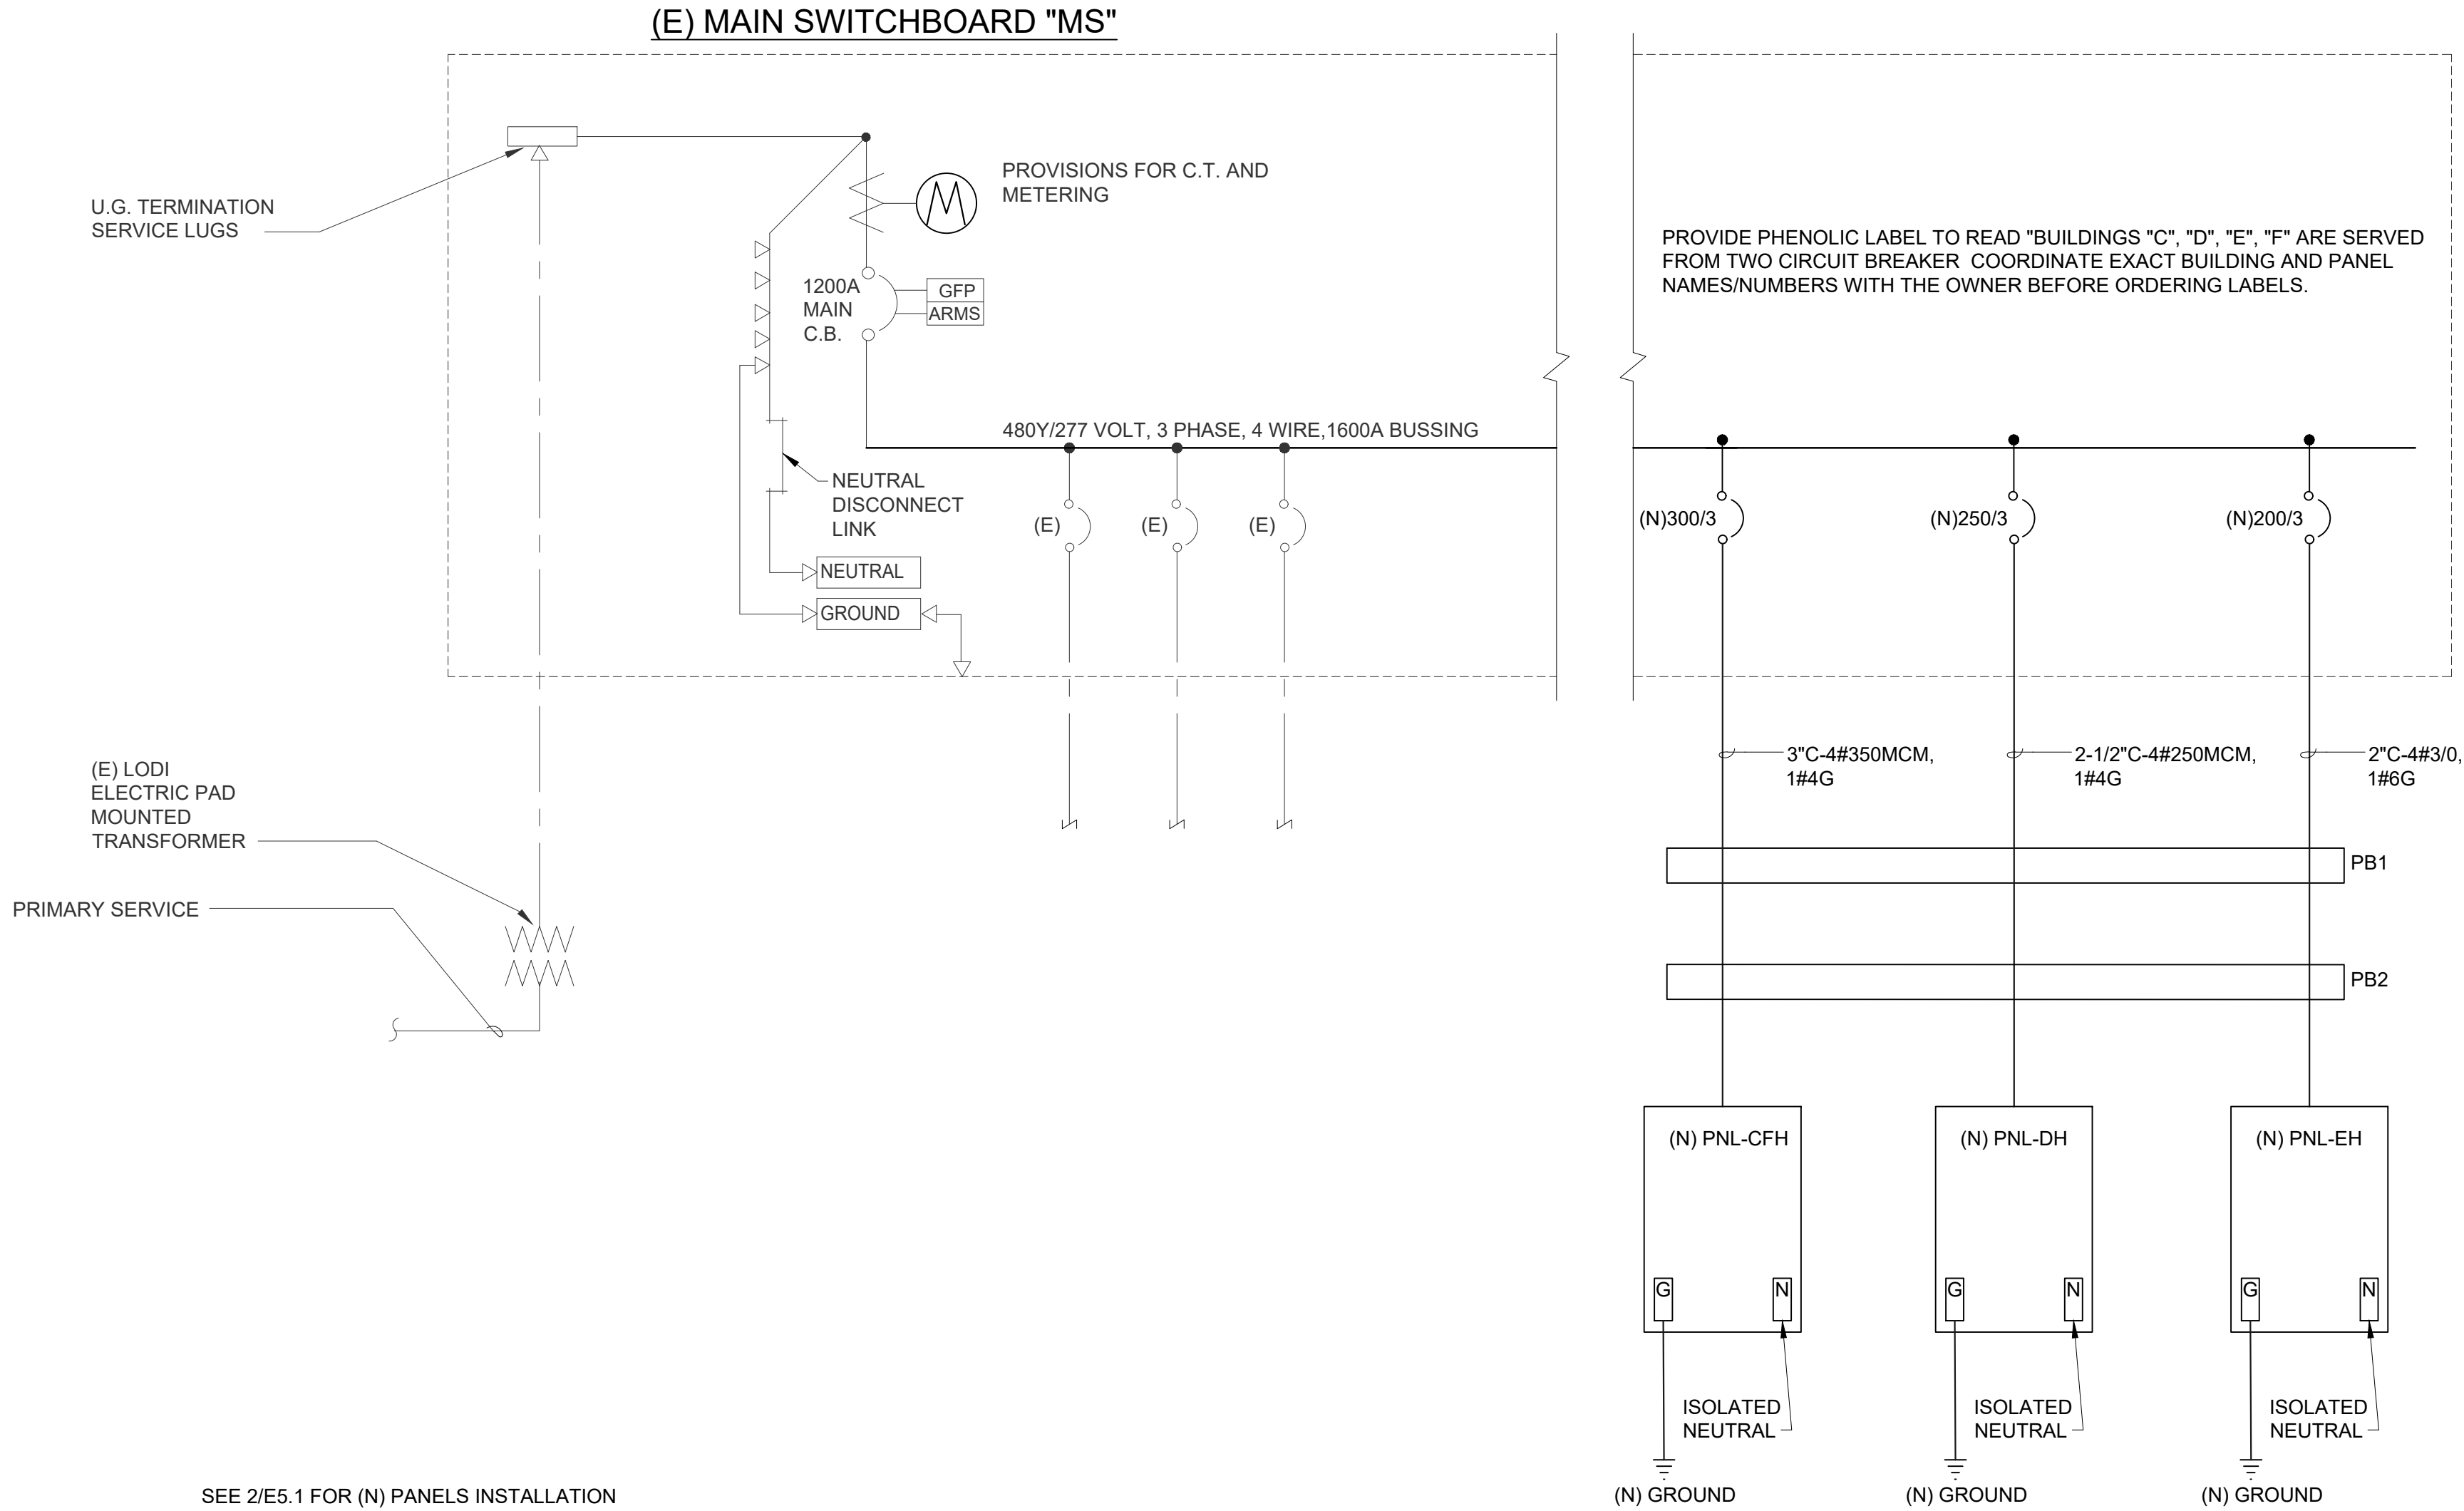 (E) MAIN SWITCHBOARD "MS"
U.G. TERMINATION
SERVICE LUGS
PROVISIONS FOR C.T. AND
METERING
M
1200A
MAIN
C.B.
GFP
ARMS
PROVIDE PHENOLIC LABEL TO READ "BUILDINGS "C", "D", "E", "F" ARE SERVED
FROM TWO CIRCUIT BREAKER COORDINATE EXACT BUILDING AND PANEL
NAMES/NUMBERS WITH THE OWNER BEFORE ORDERING LABELS.
480Y/277 VOLT, 3 PHASE, 4 WIRE,1600A BUSSING
NEUTRAL
DISCONNECT
LINK
(E)
(E)
(E)
(N)300/3
(N)250/3
(N)200/3
NEUTRAL
GROUND
(E) LODI
ELECTRIC PAD
MOUNTED
TRANSFORMER
PRIMARY SERVICE
3"C-4#350MCM,
1#4G
2-1/2"C-4#250MCM,
1#4G
2"C-4#3/0,
1#6G
PB1
PB2
(N) PNL-CFH
(N) PNL-DH
(N) PNL-EH
G
N
G
N
G
N
ISOLATED
NEUTRAL
ISOLATED
NEUTRAL
ISOLATED
NEUTRAL
(N) GROUND
(N) GROUND
(N) GROUND
SEE 2/E5.1 FOR (N) PANELS INSTALLATION